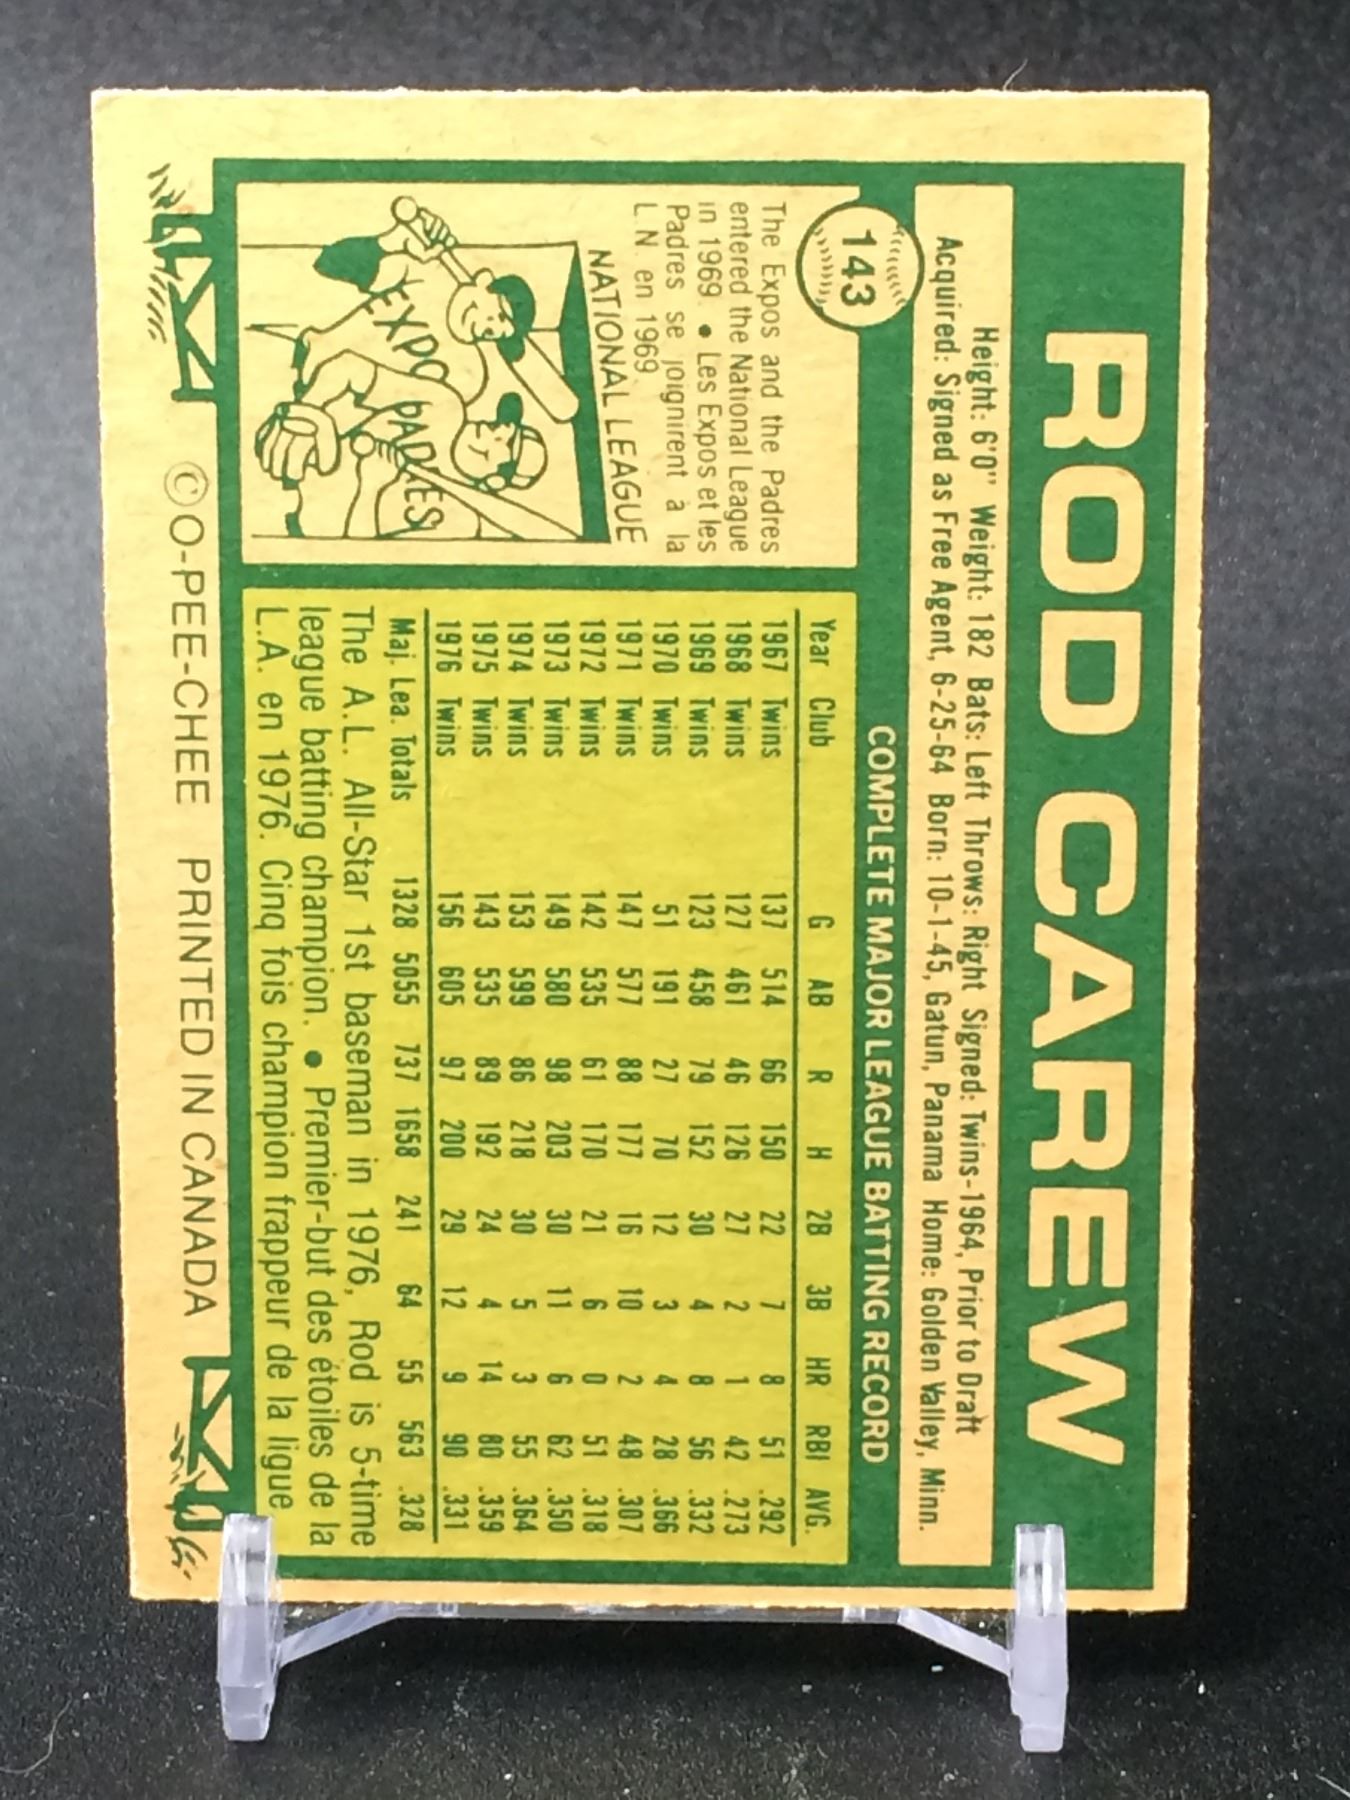 ROD CAREW
Height: 6'0" Weight: 182 Bats: Left Throws: Right Signed: Twins-1964, Prior to Draft
Acquired: Signed as Free Agent, 6-25-64 Born: 10-1-45, Gatun, Panama Home: Golden Valley, Minn.
143
The Expos and the Padres
entered the National League
in 1969. • Les Expos et les
Padres se joignirent à la
L.N. en 1969
NATIONAL LEAGUE
EXPO
PADRES
COMPLETE MAJOR LEAGUE BATTING RECORD
Year Club G AB R H 2B 3B HR RBI AVG.
1967 Twins 137 514 66 150 22 7 8 51 .292
1968 Twins 127 461 46 126 27 2 1 42 .273
1969 Twins 123 458 79 152 30 4 8 56 .332
1970 Twins 51 191 27 70 12 3 4 28 .366
1971 Twins 147 577 88 177 16 10 2 48 .307
1972 Twins 142 535 61 170 21 6 0 51 .318
1973 Twins 149 580 98 203 30 11 6 62 .350
1974 Twins 153 599 86 218 30 5 3 55 .364
1975 Twins 143 535 89 192 24 4 14 80 .359
1976 Twins 156 605 97 200 29 12 9 90 .331
Maj. Lea. Totals 1328 5055 737 1658 241 64 55 563 .328
The A.L. All-Star 1st baseman in 1976, Rod is 5-time
league batting champion. • Premier-but des étoiles de la
L.A. en 1976. Cinq fois champion frappeur de la ligue
©O-PEE-CHEE PRINTED IN CANADA